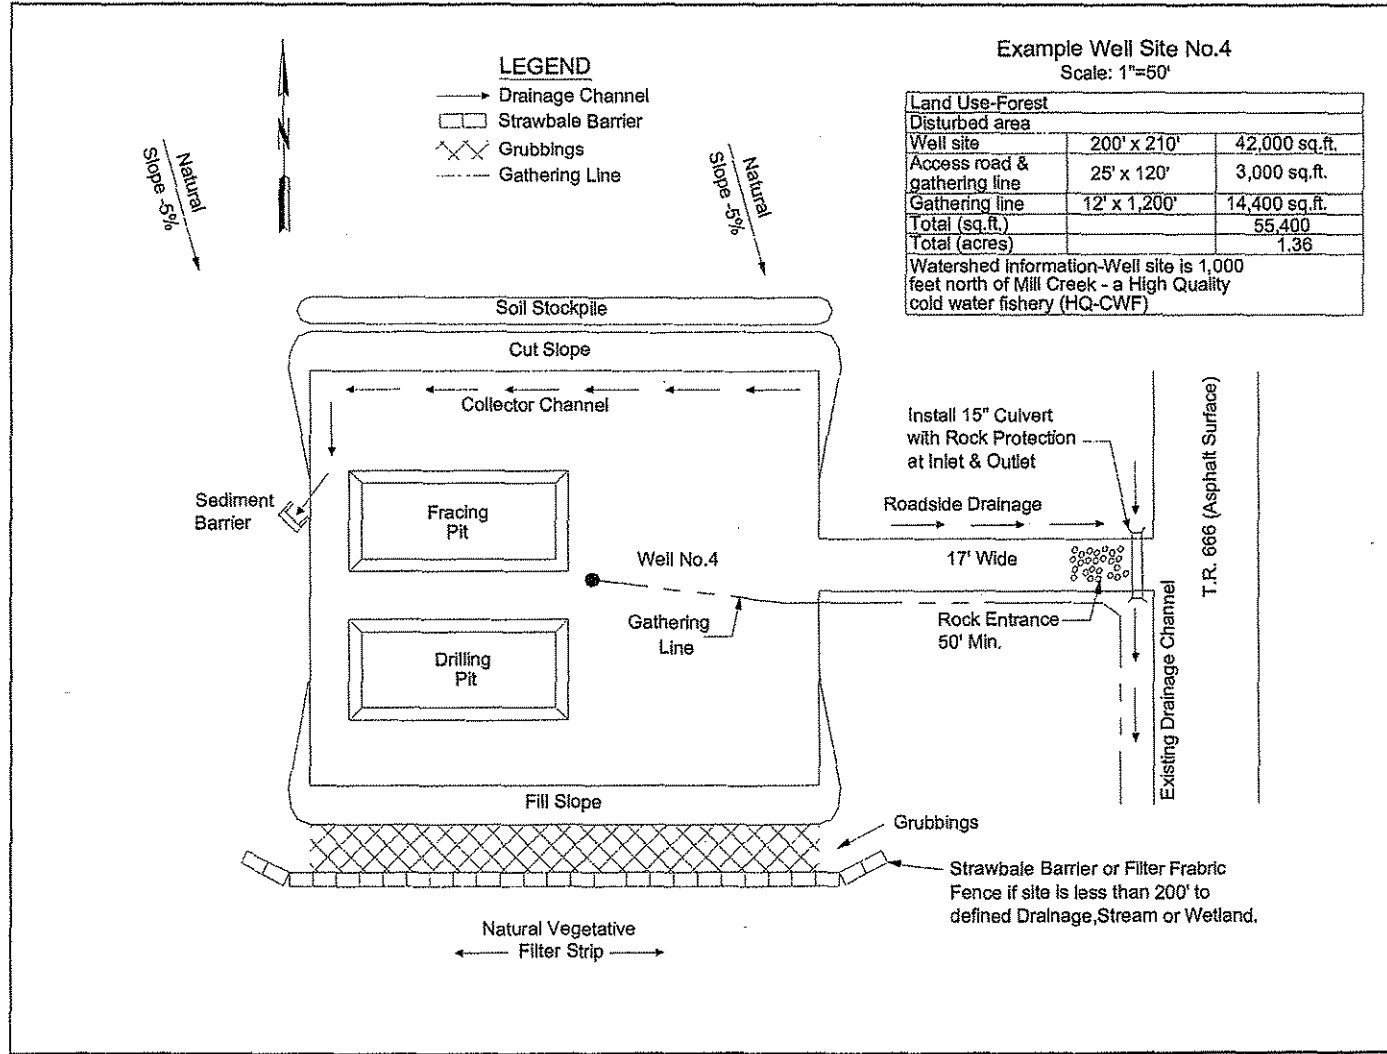 LEGEND
Drainage Channel
Strawbale Barrier
Grubbings
Gathering Line
N
Natural
Slope -5%
Natural
Slope -5%
Example Well Site No.4
Scale: 1"=50'
Land Use-Forest
Disturbed area
Well site 200' x 210' 42,000 sq.ft.
Access road &
gathering line 25' x 120' 3,000 sq.ft.
Gathering line 12' x 1,200' 14,400 sq.ft.
Total (sq.ft.) 55,400
Total (acres) 1.36
Watershed Information-Well site is 1,000
feet north of Mill Creek - a High Quality
cold water fishery (HQ-CWF)
Soil Stockpile
Cut Slope
Collector Channel
Install 15" Culvert
with Rock Protection
at Inlet & Outlet
Sediment
Barrier
Fracing
Pit
Roadside Drainage
Well No.4
17' Wide
T.R. 666 (Asphalt Surface)
Gathering
Line
Rock Entrance
50' Min.
Drilling
Pit
Existing Drainage Channel
Fill Slope
Grubbings
Strawbale Barrier or Filter Frabric
Fence if site is less than 200' to
defined Drainage,Stream or Wetland.
Natural Vegetative
Filter Strip